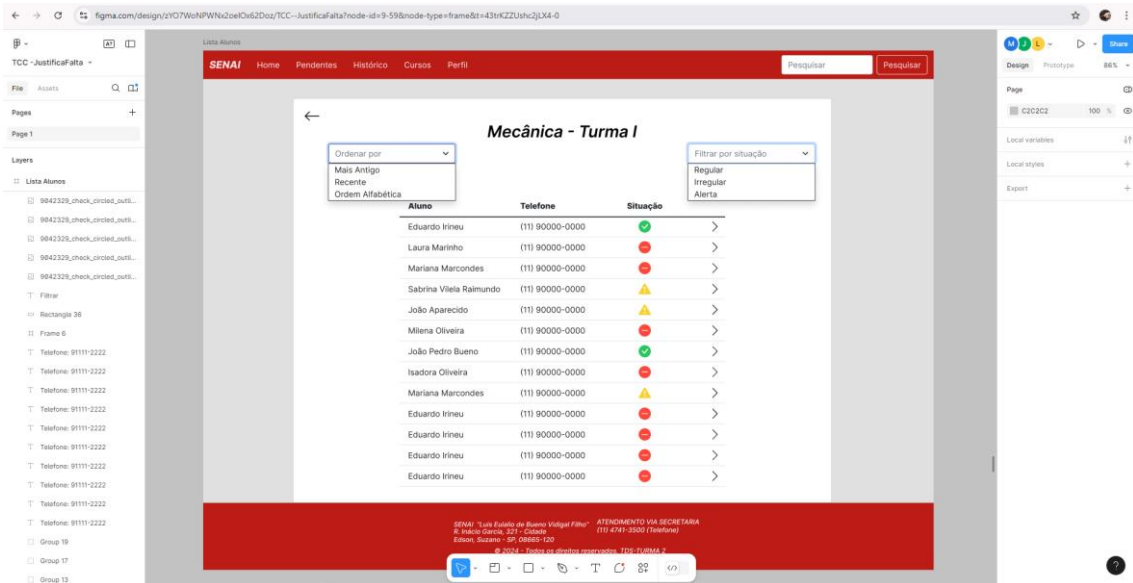 figma.com/design/zYO7WoNPWNx2oelOx62Doz/TCC--JustificaFalta?node-id=9-59&node-type=frame&t=43trKZZUshc2jLX4-0
TCC -JustificaFalta
File Assets
Pages
Page 1
Layers
Lista Alunos
9042329_check_circled_outli...
9042329_check_circled_outli...
9042329_check_circled_outli...
9042329_check_circled_outli...
9042329_check_circled_outli...
Filtrar
Rectangle 36
Frame 6
Telefone: 91111-2222
Telefone: 91111-2222
Telefone: 91111-2222
Telefone: 91111-2222
Telefone: 91111-2222
Telefone: 91111-2222
Telefone: 91111-2222
Telefone: 91111-2222
Telefone: 91111-2222
Telefone: 91111-2222
Group 19
Group 17
Group 13
Lista Alunos
SENAI Home Pendentes Histórico Cursos Perfil Pesquisar Pesquisar
Mecânica - Turma I
Ordenar por
Mais Antigo
Recente
Ordem Alfabética
Filtrar por situação
Regular
Irregular
Alerta
Aluno Telefone Situação
Eduardo Irineu (11) 90000-0000
Laura Marinho (11) 90000-0000
Mariana Marcondes (11) 90000-0000
Sabrina Vilela Raimundo (11) 90000-0000
João Aparecido (11) 90000-0000
Milena Oliveira (11) 90000-0000
João Pedro Bueno (11) 90000-0000
Isadora Oliveira (11) 90000-0000
Mariana Marcondes (11) 90000-0000
Eduardo Irineu (11) 90000-0000
Eduardo Irineu (11) 90000-0000
Eduardo Irineu (11) 90000-0000
Eduardo Irineu (11) 90000-0000
SENAI "Luis Eulalio de Bueno Vidigal Filho"
R. Inácio Garcia, 321 - Cidade
Edson, Suzano - SP, 08665-120
ATENDIMENTO VIA SECRETARIA
(11) 4741-3500 (Telefone)
© 2024 - Todos os direitos reservados. TDS-TURMA 2
M J L Share
Design Prototype 86%
Page
C2C2C2 100 %
Local variables
Local styles
Export